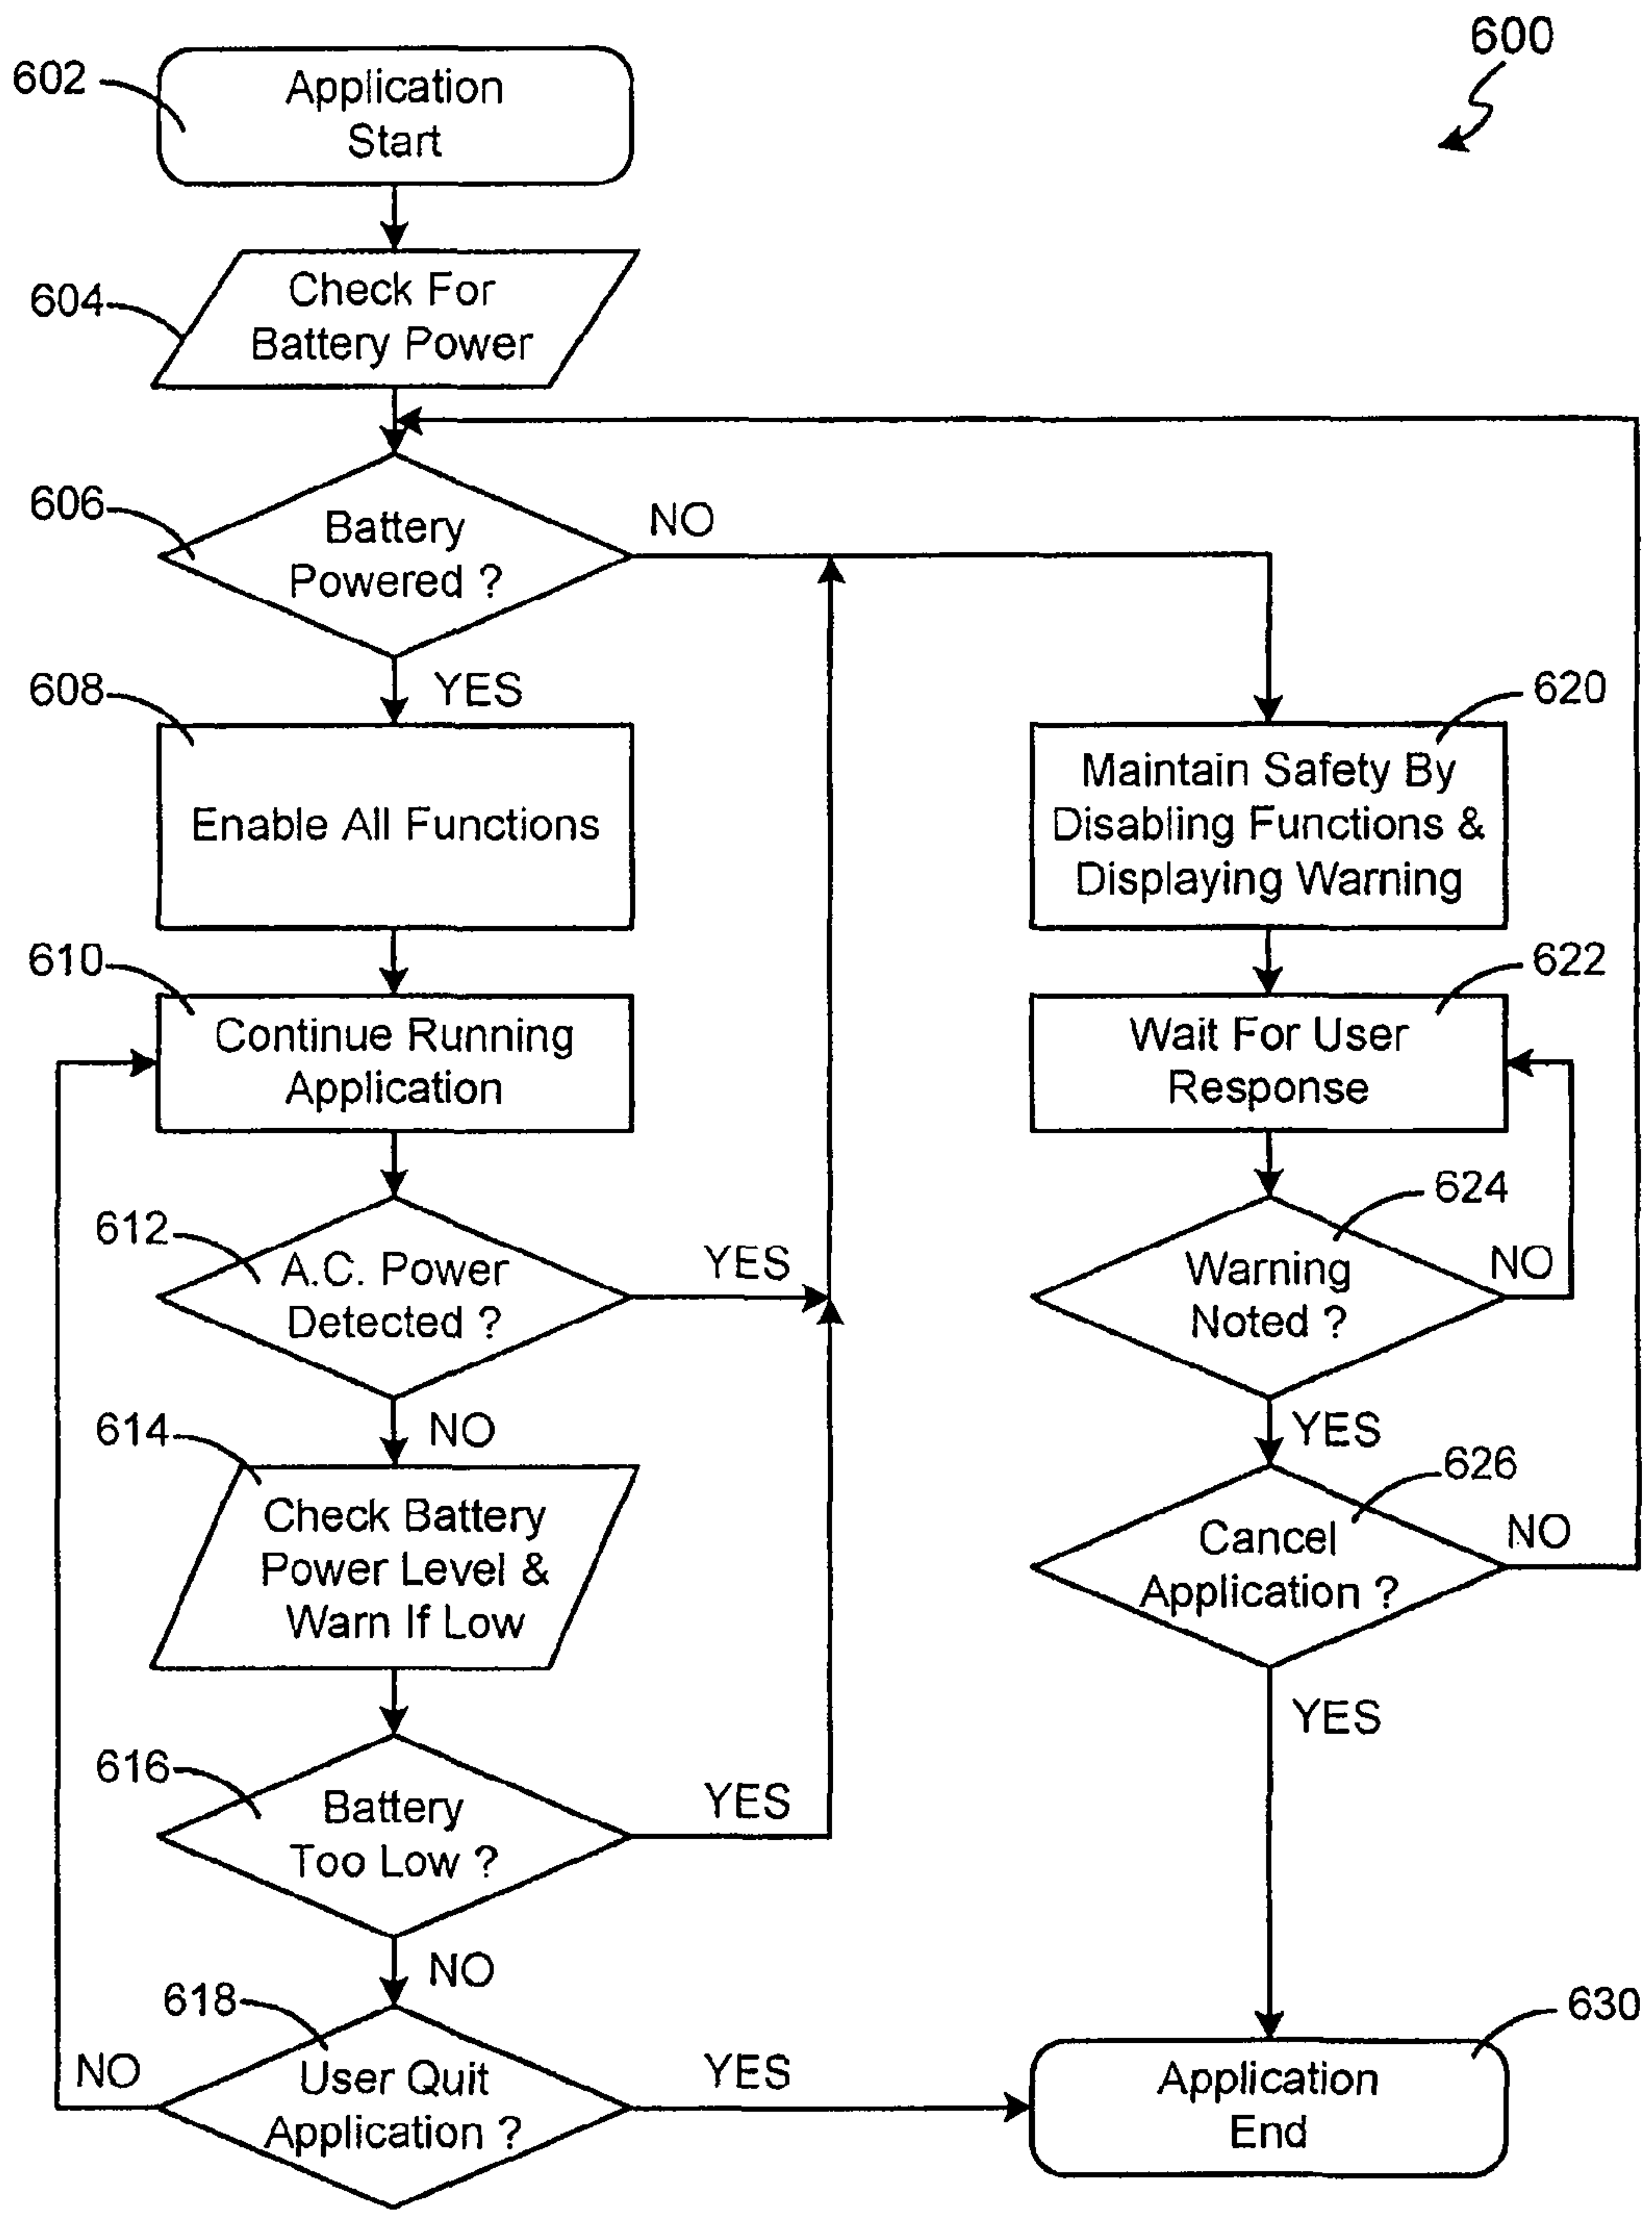 600
602
Application
Start
604
Check For
Battery Power
606
Battery
Powered ?
NO
YES
608
Enable All Functions
610
Continue Running
Application
612
A.C. Power
Detected ?
YES
NO
614
Check Battery
Power Level &
Warn If Low
616
Battery
Too Low ?
YES
NO
618
User Quit
Application ?
NO
YES
620
Maintain Safety By
Disabling Functions &
Displaying Warning
622
Wait For User
Response
624
Warning
Noted ?
NO
YES
626
Cancel
Application ?
NO
YES
630
Application
End